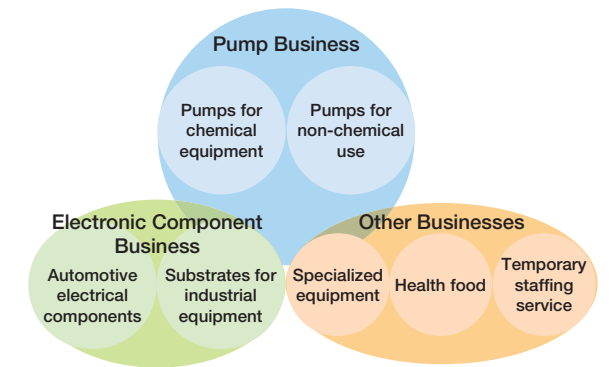 Pump Business
Pumps for
chemical
equipment
Pumps for
non-chemical
use
Electronic Component
Business
Automotive
electrical
components
Substrates for
industrial
equipment
Other Businesses
Specialized
equipment
Health food
Temporary
staffing
service